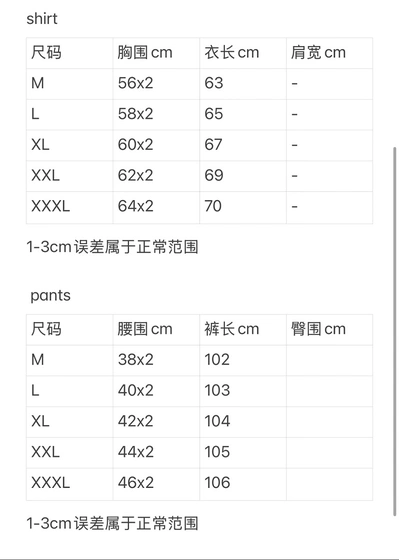 shirt
尺码 胸围cm 衣长cm 肩宽cm
M 56x2 63 -
L 58x2 65 -
XL 60x2 67 -
XXL 62x2 69 -
XXXL 64x2 70 -
1-3cm误差属于正常范围
pants
尺码 腰围cm 裤长cm 臀围cm
M 38x2 102
L 40x2 103
XL 42x2 104
XXL 44x2 105
XXXL 46x2 106
1-3cm误差属于正常范围